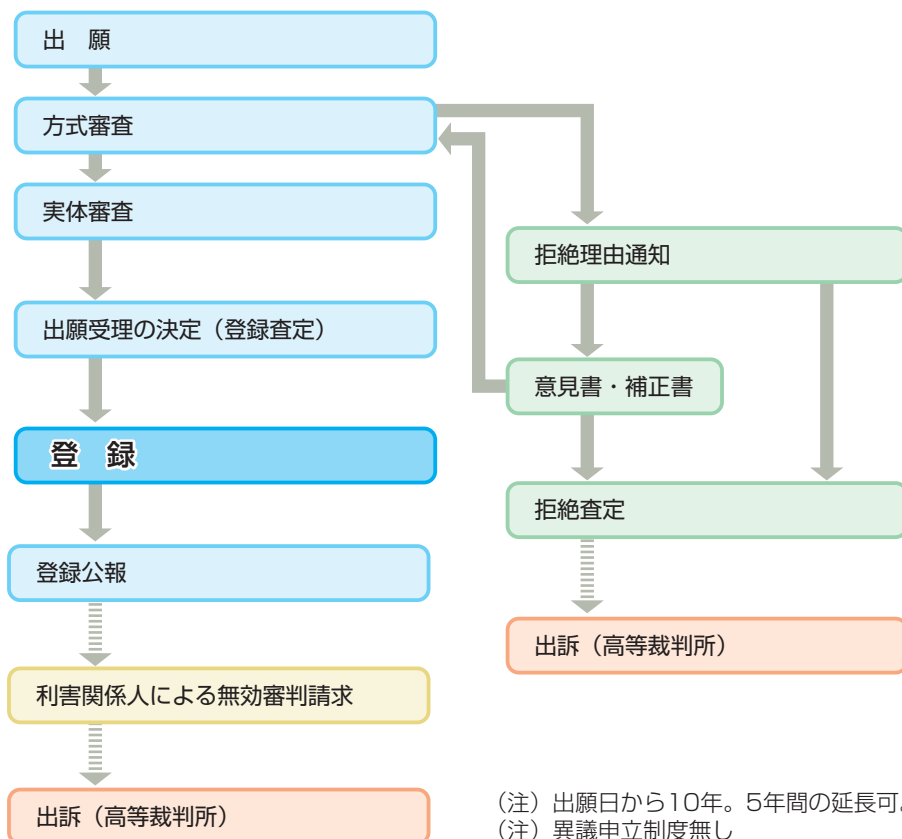 出　願
方式審査
実体審査
出願受理の決定（登録査定）
登　録
登録公報
利害関係人による無効審判請求
出訴（高等裁判所）
拒絶理由通知
意見書・補正書
拒絶査定
出訴（高等裁判所）
（注）出願日から10年。5年間の延長可。
（注）異議申立制度無し